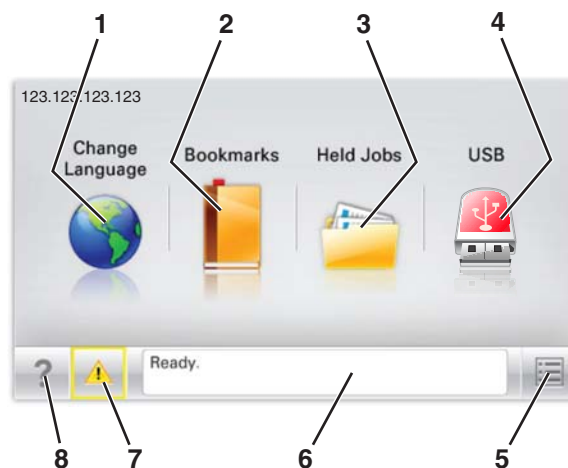 1 2 3 4
123.123.123.123
Change
Language
Bookmarks
Held Jobs
USB
?
Ready.
8 7 6 5